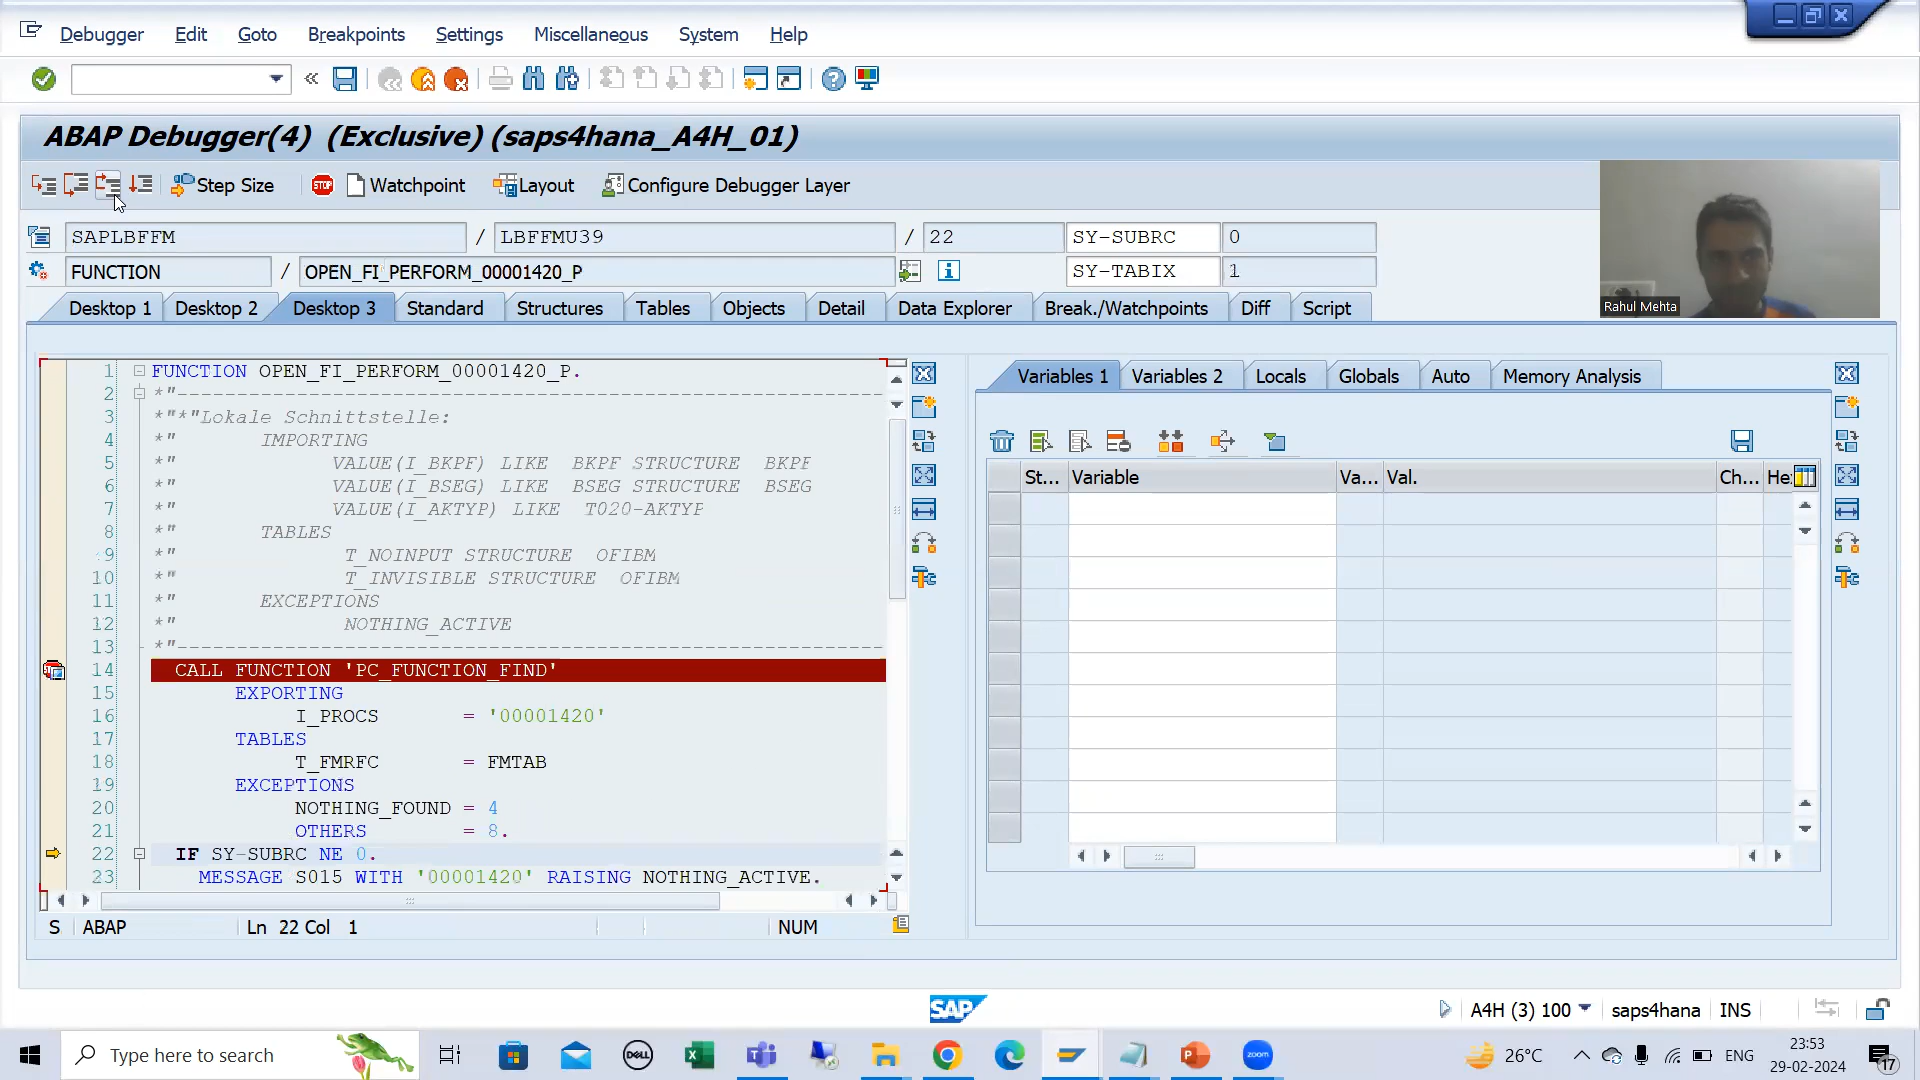 Debugger Edit Goto Breakpoints Settings Miscellaneous System Help
ABAP Debugger(4) (Exclusive) (saps4hana_A4H_01)
Step Size STOP Watchpoint Layout Configure Debugger Layer
SAPLBFFM / LBFFMU39 / 22 SY-SUBRC 0
FUNCTION / OPEN_FI_PERFORM_00001420_P SY-TABIX 1
Rahul Mehta
Desktop 1 Desktop 2 Desktop 3 Standard Structures Tables Objects Detail Data Explorer Break./Watchpoints Diff Script
Variables 1 Variables 2 Locals Globals Auto Memory Analysis
St... Variable Va... Val. Ch...
1 FUNCTION OPEN_FI_PERFORM_00001420_P.
2 *"----------------------------------------------------------------------
3 *"*"Lokale Schnittstelle:
4 *" IMPORTING
5 *" VALUE(I_BKPF) LIKE BKPF STRUCTURE BKPF
6 *" VALUE(I_BSEG) LIKE BSEG STRUCTURE BSEG
7 *" VALUE(I_AKTYP) LIKE T020-AKTYP
8 *" TABLES
9 *" T_NOINPUT STRUCTURE OFIBM
10 *" T_INVISIBLE STRUCTURE OFIBM
11 *" EXCEPTIONS
12 *" NOTHING_ACTIVE
13 *"----------------------------------------------------------------------
14 CALL FUNCTION 'PC_FUNCTION_FIND'
15 EXPORTING
16 I_PROCS = '00001420'
17 TABLES
18 T_FMRFC = FMTAB
19 EXCEPTIONS
20 NOTHING_FOUND = 4
21 OTHERS = 8.
22 IF SY-SUBRC NE 0.
23 MESSAGE S015 WITH '00001420' RAISING NOTHING_ACTIVE.
S ABAP Ln 22 Col 1 NUM
SAP A4H (3) 100 saps4hana INS
Type here to search DELL zoom 26°C ENG 23:53
29-02-2024 17